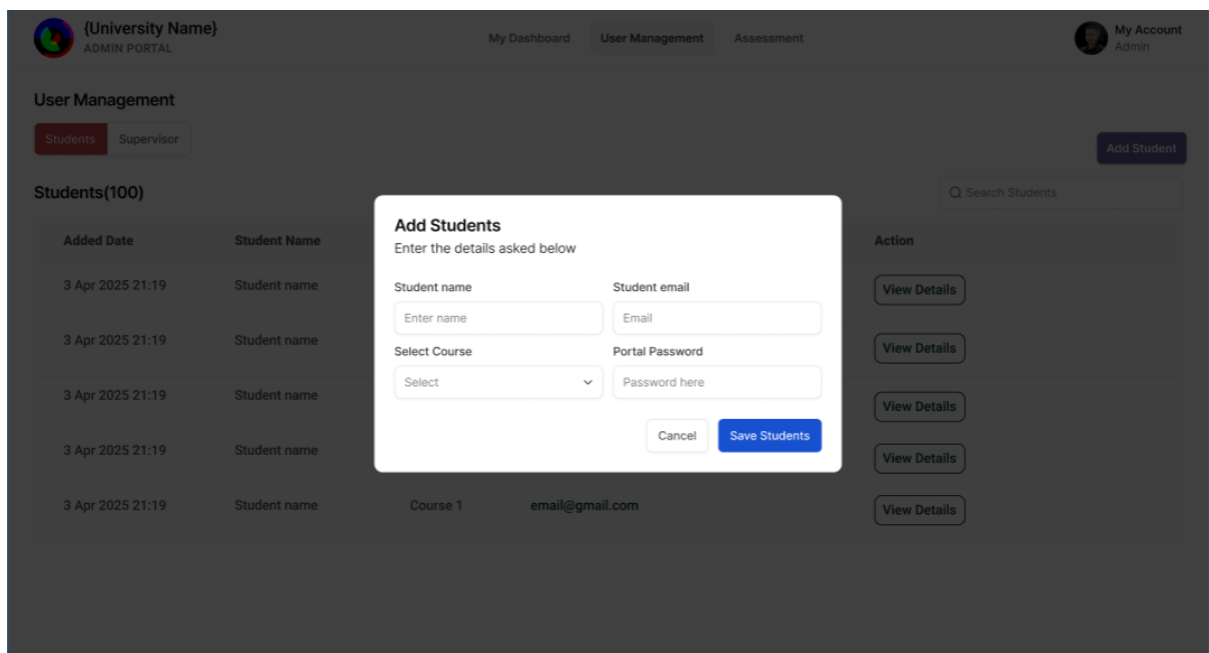 {University Name}
ADMIN PORTAL
My Dashboard
User Management
Assessment
My Account
Admin
User Management
Students
Supervisor
Add Student
Students(100)
Search Students
Added Date
Student Name
Action
3 Apr 2025 21:19
Student name
View Details
3 Apr 2025 21:19
Student name
View Details
3 Apr 2025 21:19
Student name
View Details
3 Apr 2025 21:19
Student name
View Details
3 Apr 2025 21:19
Student name
Course 1
email@gmail.com
View Details
Add Students
Enter the details asked below
Student name
Student email
Enter name
Email
Select Course
Portal Password
Select
Password here
Cancel
Save Students